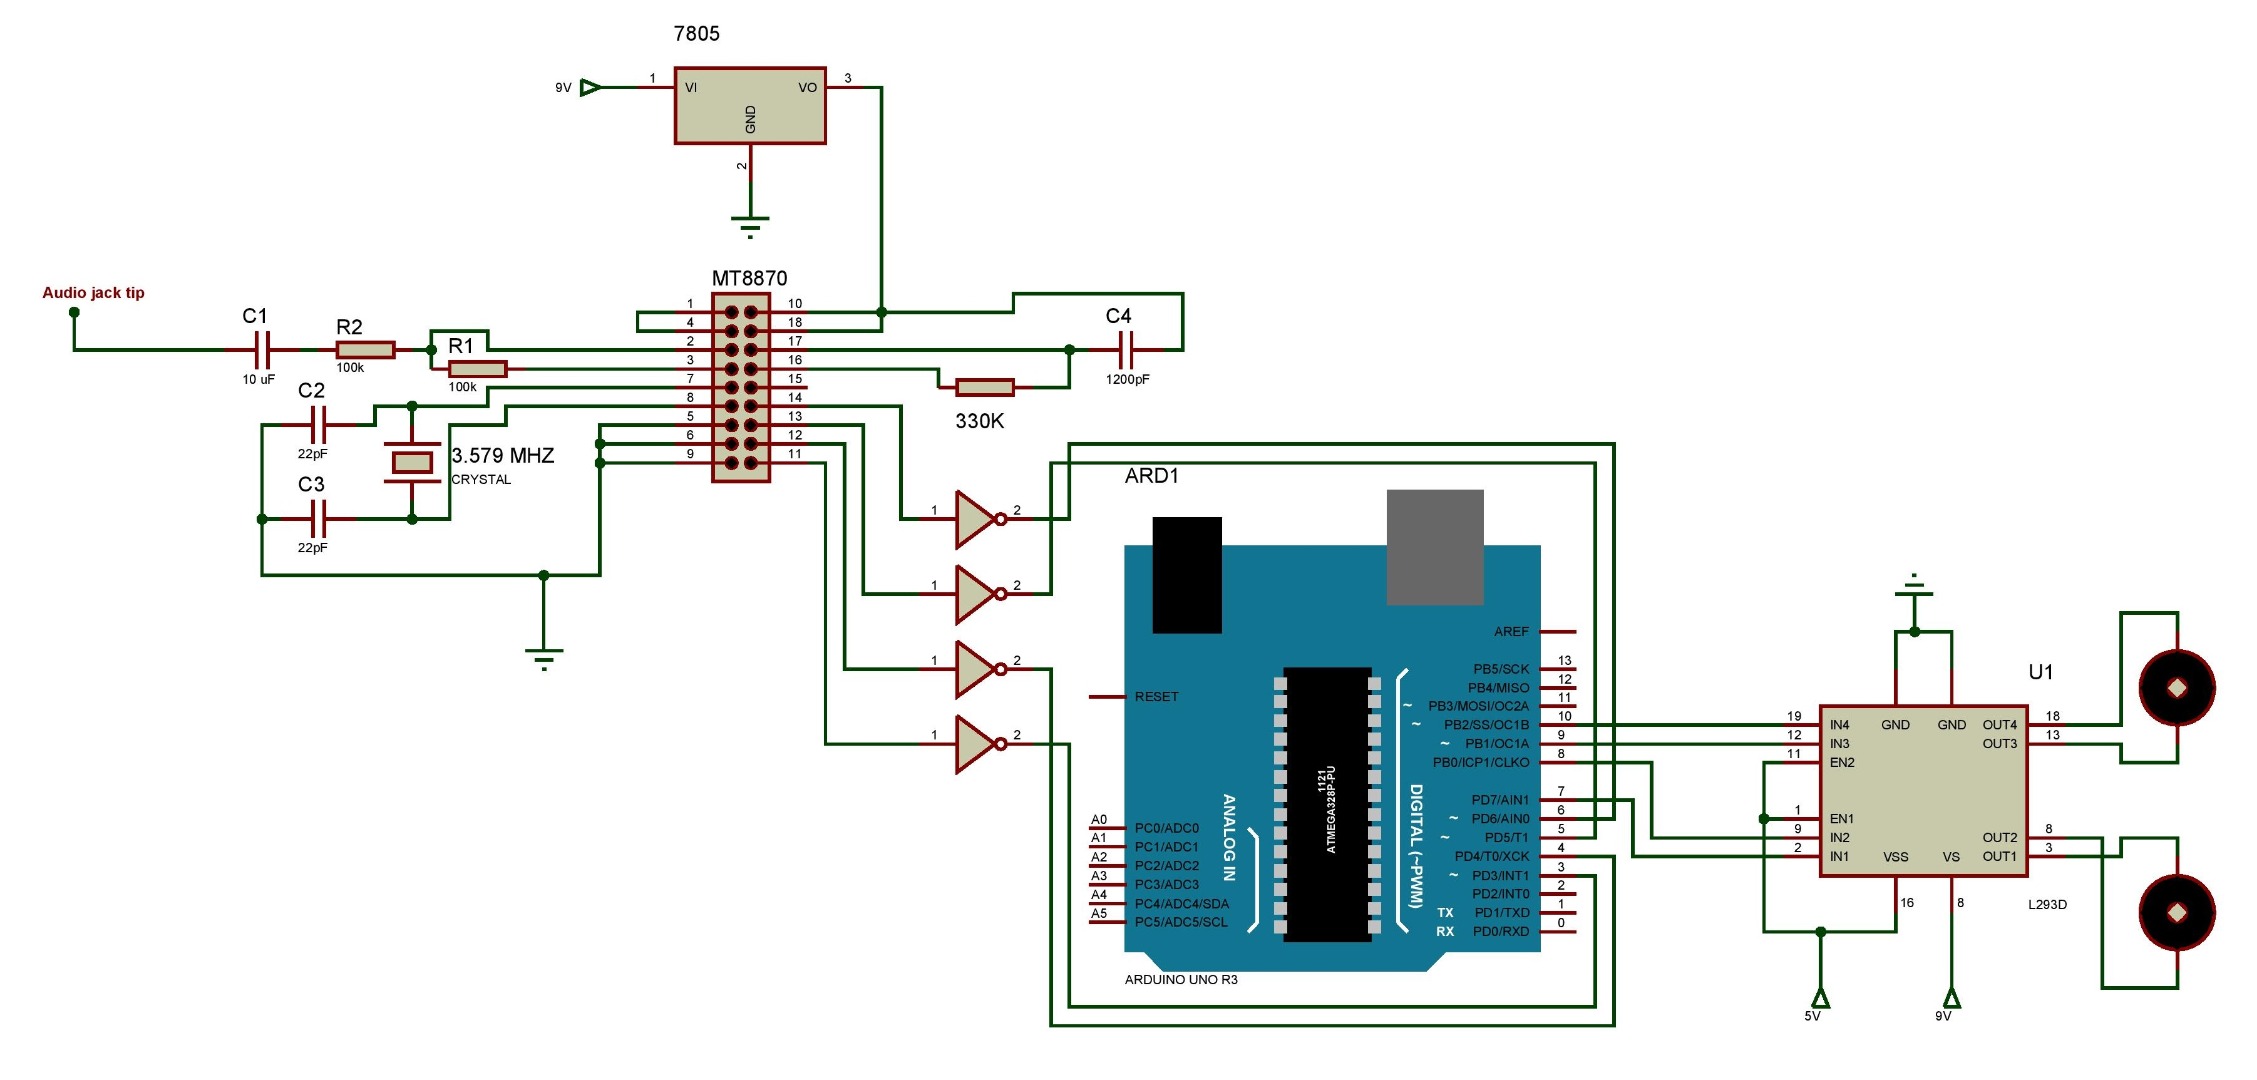 7805
9V
1
VI
VO
3
GND
2
MT8870
Audio jack tip
C1
10 uF
R2
100k
R1
100k
C2
22pF
C3
22pF
3.579 MHZ
CRYSTAL
1
4
2
3
7
8
5
6
9
10
18
17
16
15
14
13
12
11
C4
1200pF
330K
1
2
1
2
1
2
1
2
ARD1
RESET
A0
PC0/ADC0
A1
PC1/ADC1
A2
PC2/ADC2
A3
PC3/ADC3
A4
PC4/ADC4/SDA
A5
PC5/ADC5/SCL
ANALOG IN
1121
ATMEGA328P-PU
DIGITAL (~PWM)
AREF
PB5/SCK
13
PB4/MISO
12
~
PB3/MOSI/OC2A
11
~
PB2/SS/OC1B
10
~
PB1/OC1A
9
PB0/ICP1/CLKO
8
PD7/AIN1
7
~
PD6/AIN0
6
~
PD5/T1
5
PD4/T0/XCK
4
~
PD3/INT1
3
PD2/INT0
2
TX
PD1/TXD
1
RX
PD0/RXD
0
ARDUINO UNO R3
U1
19
IN4
12
IN3
11
EN2
1
EN1
9
IN2
2
IN1
GND
GND
OUT4
18
OUT3
13
OUT2
8
OUT1
3
VSS
VS
16
8
L293D
5V
9V